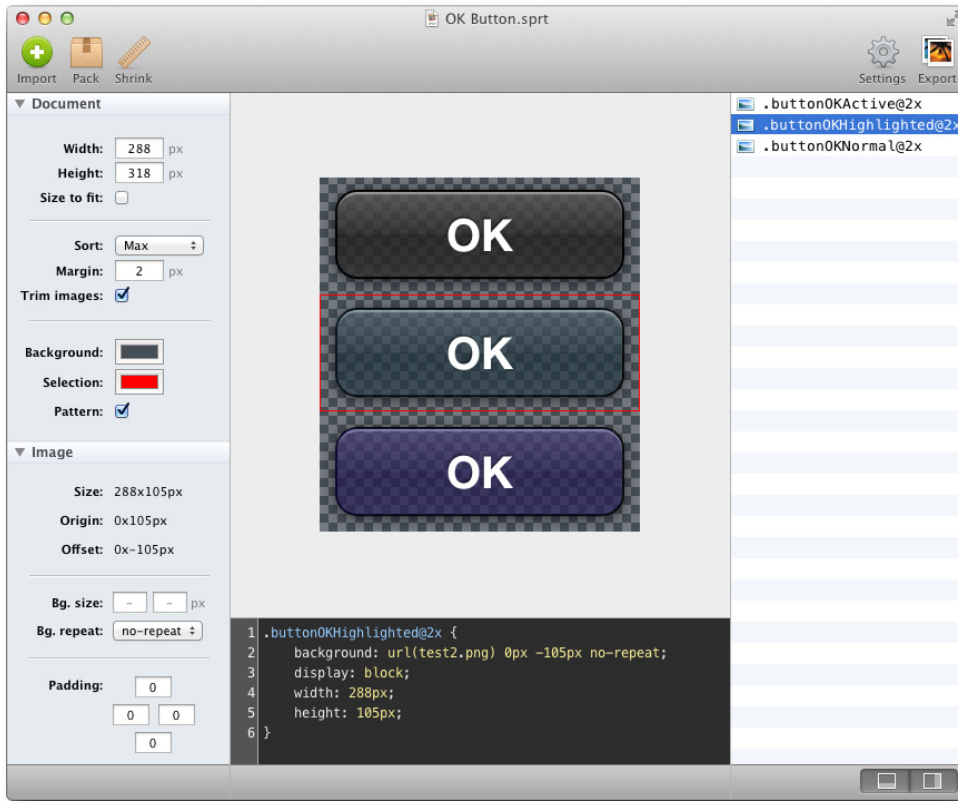 OK Button.sprt
Import Pack Shrink Settings Export
Document
Width: 288 px
Height: 318 px
Size to fit:
Sort: Max
Margin: 2 px
Trim images:
Background:
Selection:
Pattern:
Image
Size: 288x105px
Origin: 0x105px
Offset: 0x-105px
Bg. size: - - px
Bg. repeat: no-repeat
Padding: 0
0 0
0
OK
OK
OK
1 .buttonOKHighlighted@2x {
2 background: url(test2.png) 0px -105px no-repeat;
3 display: block;
4 width: 288px;
5 height: 105px;
6 }
.buttonOKActive@2x
.buttonOKHighlighted@2x
.buttonOKNormal@2x